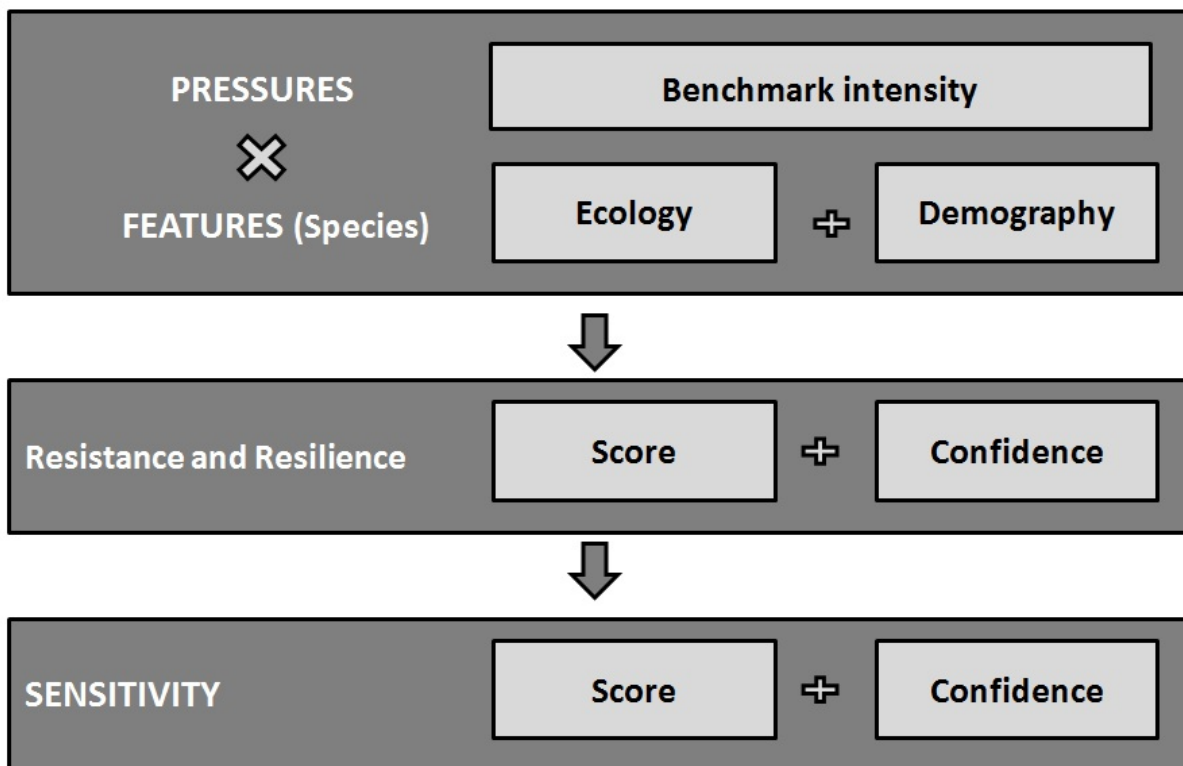 PRESSURES
Benchmark intensity
FEATURES (Species)
Ecology
Demography
Resistance and Resilience
Score
Confidence
SENSITIVITY
Score
Confidence